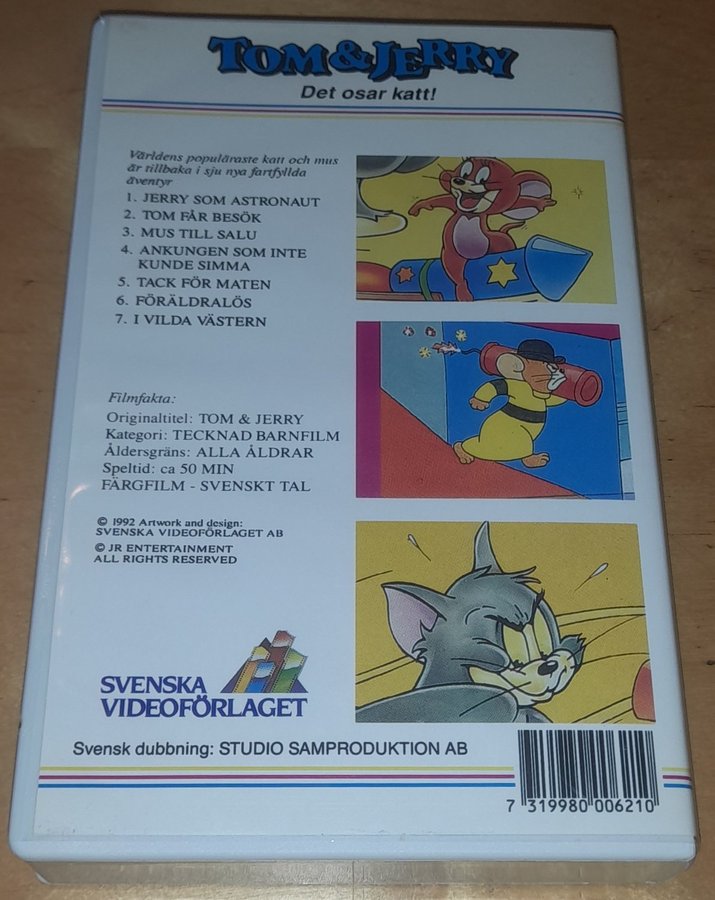 TOM & JERRY
Det osar katt!
Världens populäraste katt och mus
är tillbaka i sju nya fartfyllda
äventyr
1. JERRY SOM ASTRONAUT
2. TOM FÅR BESÖK
3. MUS TILL SALU
4. ANKUNGEN SOM INTE
KUNDE SIMMA
5. TACK FÖR MATEN
6. FÖRÄLDRALÖS
7. I VILDA VÄSTERN
Filmfakta:
Originaltitel: TOM & JERRY
Kategori: TECKNAD BARNFILM
Åldersgräns: ALLA ÅLDRAR
Speltid: ca 50 MIN
FÄRGFILM - SVENSKT TAL
© 1992 Artwork and design:
SVENSKA VIDEOFÖRLAGET AB
© JR ENTERTAINMENT
ALL RIGHTS RESERVED
SVENSKA
VIDEOFÖRLAGET
Svensk dubbning: STUDIO SAMPRODUKTION AB
7 319980 006210